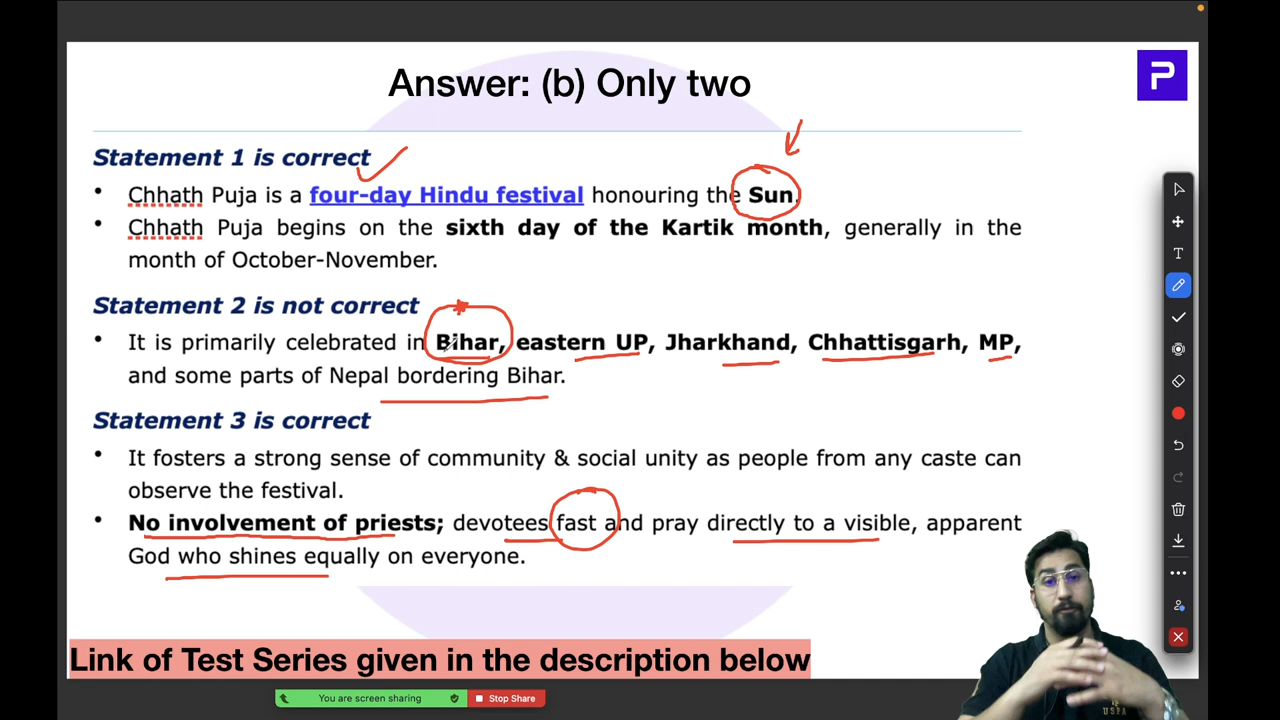 Answer: (b) Only two
P
Statement 1 is correct
• Chhath Puja is a four-day Hindu festival honouring the Sun.
• Chhath Puja begins on the sixth day of the Kartik month, generally in the
month of October-November.
Statement 2 is not correct
• It is primarily celebrated in Bihar, eastern UP, Jharkhand, Chhattisgarh, MP,
and some parts of Nepal bordering Bihar.
Statement 3 is correct
• It fosters a strong sense of community & social unity as people from any caste can
observe the festival.
• No involvement of priests; devotees fast and pray directly to a visible, apparent
God who shines equally on everyone.
Link of Test Series given in the description below
You are screen sharing
Stop Share
T
USPA